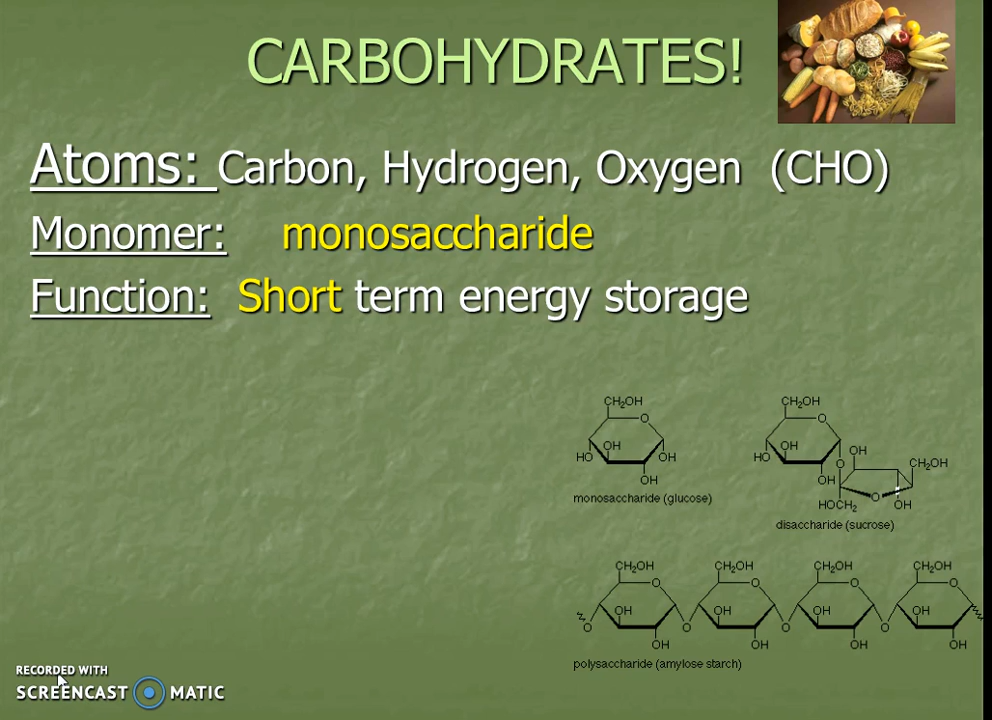 CARBOHYDRATES!
Atoms: Carbon, Hydrogen, Oxygen (CHO)
Monomer: monosaccharide
Function: Short term energy storage
CH₂OH
O
OH
HO
OH
OH
monosaccharide (glucose)
CH₂OH
O
OH
HO
OH
O
OH
CH₂OH
HOCH₂
O
OH
disaccharide (sucrose)
CH₂OH CH₂OH CH₂OH CH₂OH
O O O O
OH OH OH OH
O O O O
OH OH OH OH
polysaccharide (amylose starch)
RECORDED WITH
SCREENCAST MATIC